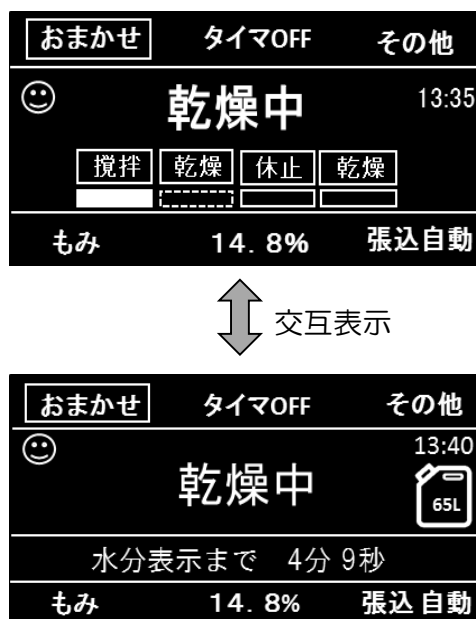 おまかせ タイマOFF その他
乾燥中 13:35
撹拌 乾燥 休止 乾燥
もみ 14.8% 張込自動
交互表示
おまかせ タイマOFF その他
13:40
乾燥中
65L
水分表示まで 4分9秒
もみ 14.8% 張込自動